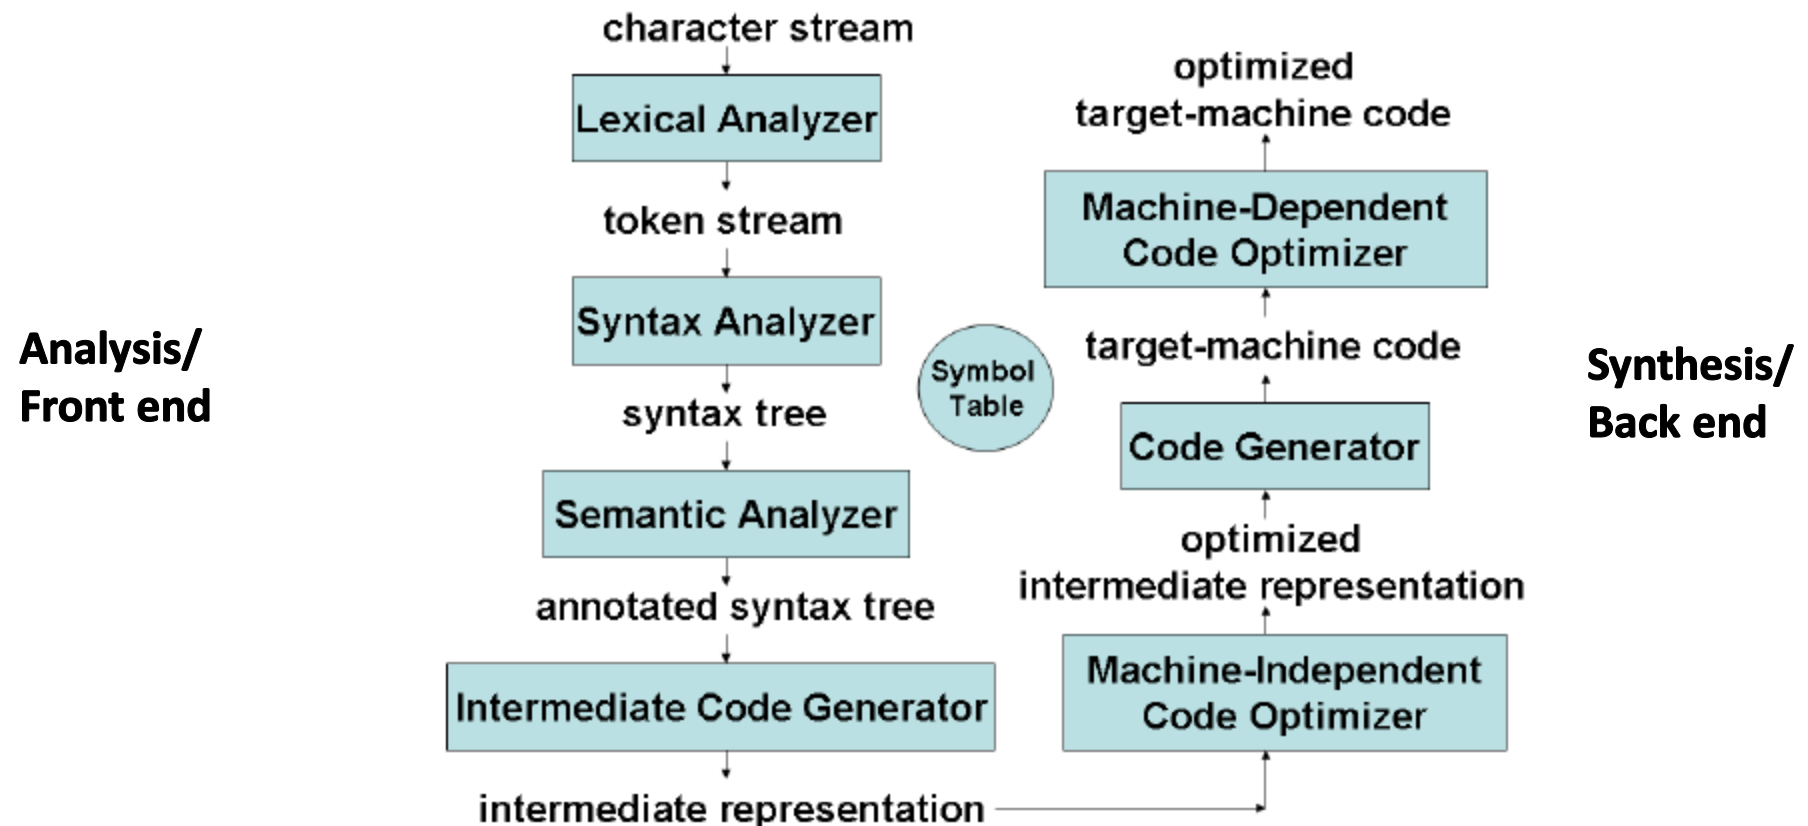 character stream
Lexical Analyzer
token stream
Syntax Analyzer
syntax tree
Semantic Analyzer
annotated syntax tree
Intermediate Code Generator
intermediate representation
Analysis/
Front end
Symbol
Table
optimized
target-machine code
Machine-Dependent
Code Optimizer
target-machine code
Code Generator
optimized
intermediate representation
Machine-Independent
Code Optimizer
Synthesis/
Back end